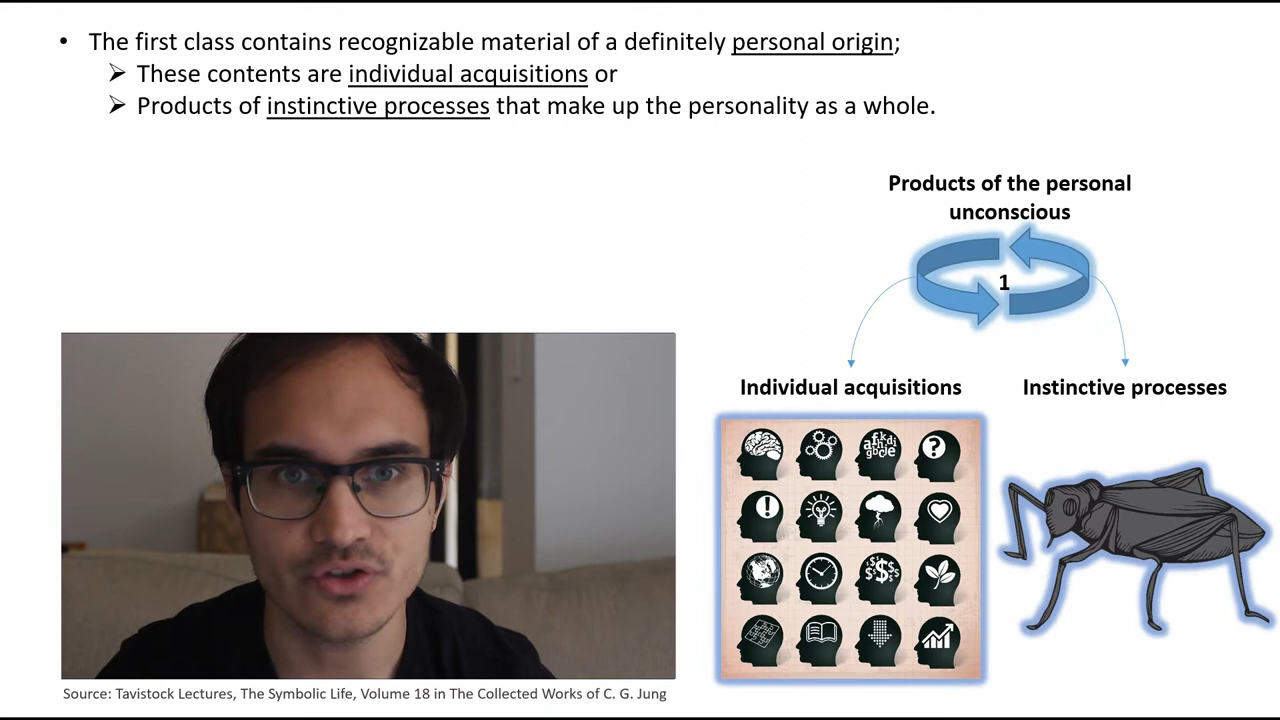 • The first class contains recognizable material of a definitely personal origin;
➤ These contents are individual acquisitions or
➤ Products of instinctive processes that make up the personality as a whole.
Products of the personal
unconscious
1
Individual acquisitions
Instinctive processes
?
!
Source: Tavistock Lectures, The Symbolic Life, Volume 18 in The Collected Works of C. G. Jung